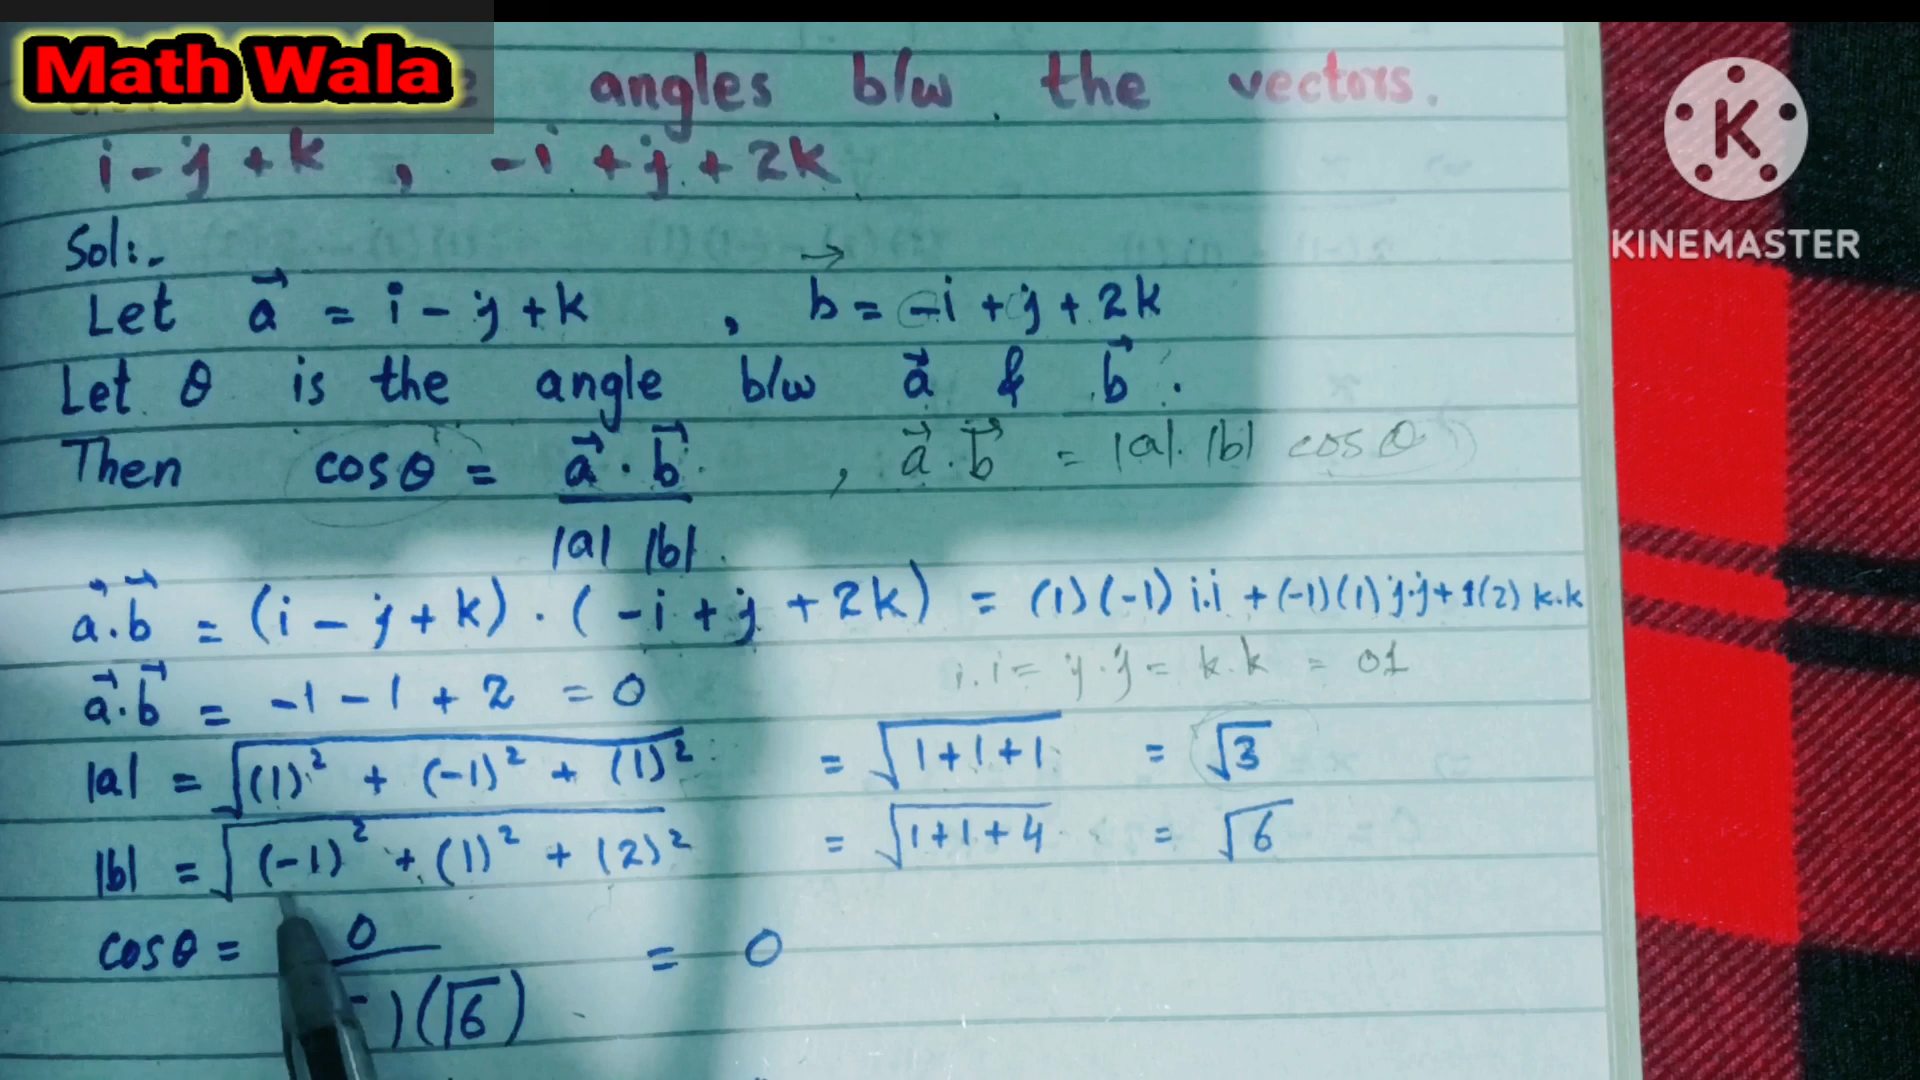 Math Wala
angles b/w the vectors.
i - j + k , -i + j + 2k
KINEMASTER
Sol:-
Let a⃗ = i - j + k , b⃗ = -i + j + 2k
Let θ is the angle b/w a⃗ & b⃗ .
Then cosθ = a⃗ . b⃗ , a⃗ . b⃗ = |a|. |b| cosθ
|a| |b|
a⃗.b⃗ = (i - j + k) . (-i + j + 2k) = (1)(-1) i.i + (-1)(1) j.j + 1(2) k.k
i.i = j.j = k.k = 01
a⃗.b⃗ = -1 - 1 + 2 = 0
|a| = √(1)² + (-1)² + (1)² = √1+1+1 = √3
|b| = √(-1)² + (1)² + (2)² = √1+1+4 = √6
cosθ = 0 = 0
)(√6)